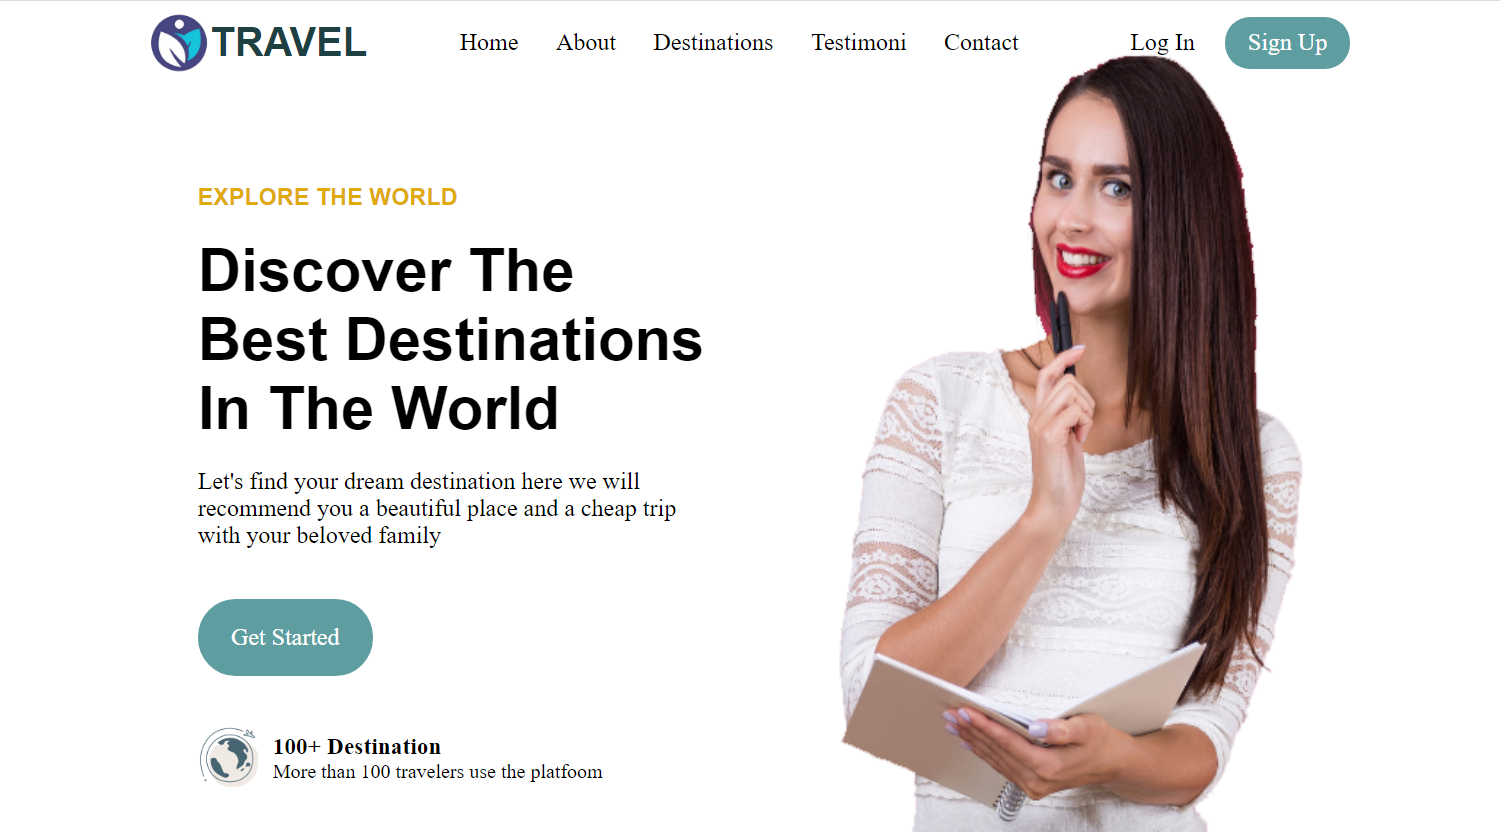 TRAVEL
Home About Destinations Testimoni Contact Log In Sign Up
EXPLORE THE WORLD
Discover The
Best Destinations
In The World
Let's find your dream destination here we will
recommend you a beautiful place and a cheap trip
with your beloved family
Get Started
100+ Destination
More than 100 travelers use the platfoom